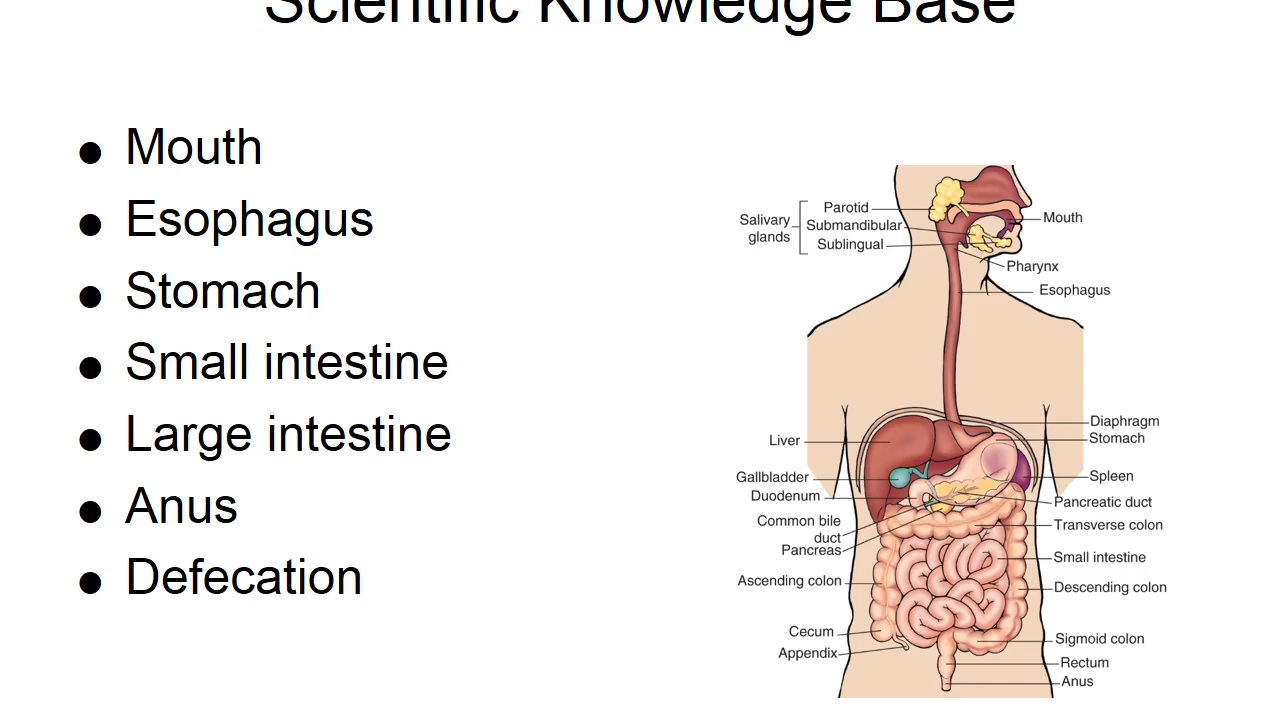 Scientific Knowledge Base
● Mouth
● Esophagus
● Stomach
● Small intestine
● Large intestine
● Anus
● Defecation
Salivary
glands
Parotid
Submandibular
Sublingual
Mouth
Pharynx
Esophagus
Diaphragm
Stomach
Liver
Spleen
Gallbladder
Duodenum
Pancreatic duct
Common bile
duct
Transverse colon
Pancreas
Small intestine
Ascending colon
Descending colon
Cecum
Sigmoid colon
Appendix
Rectum
Anus